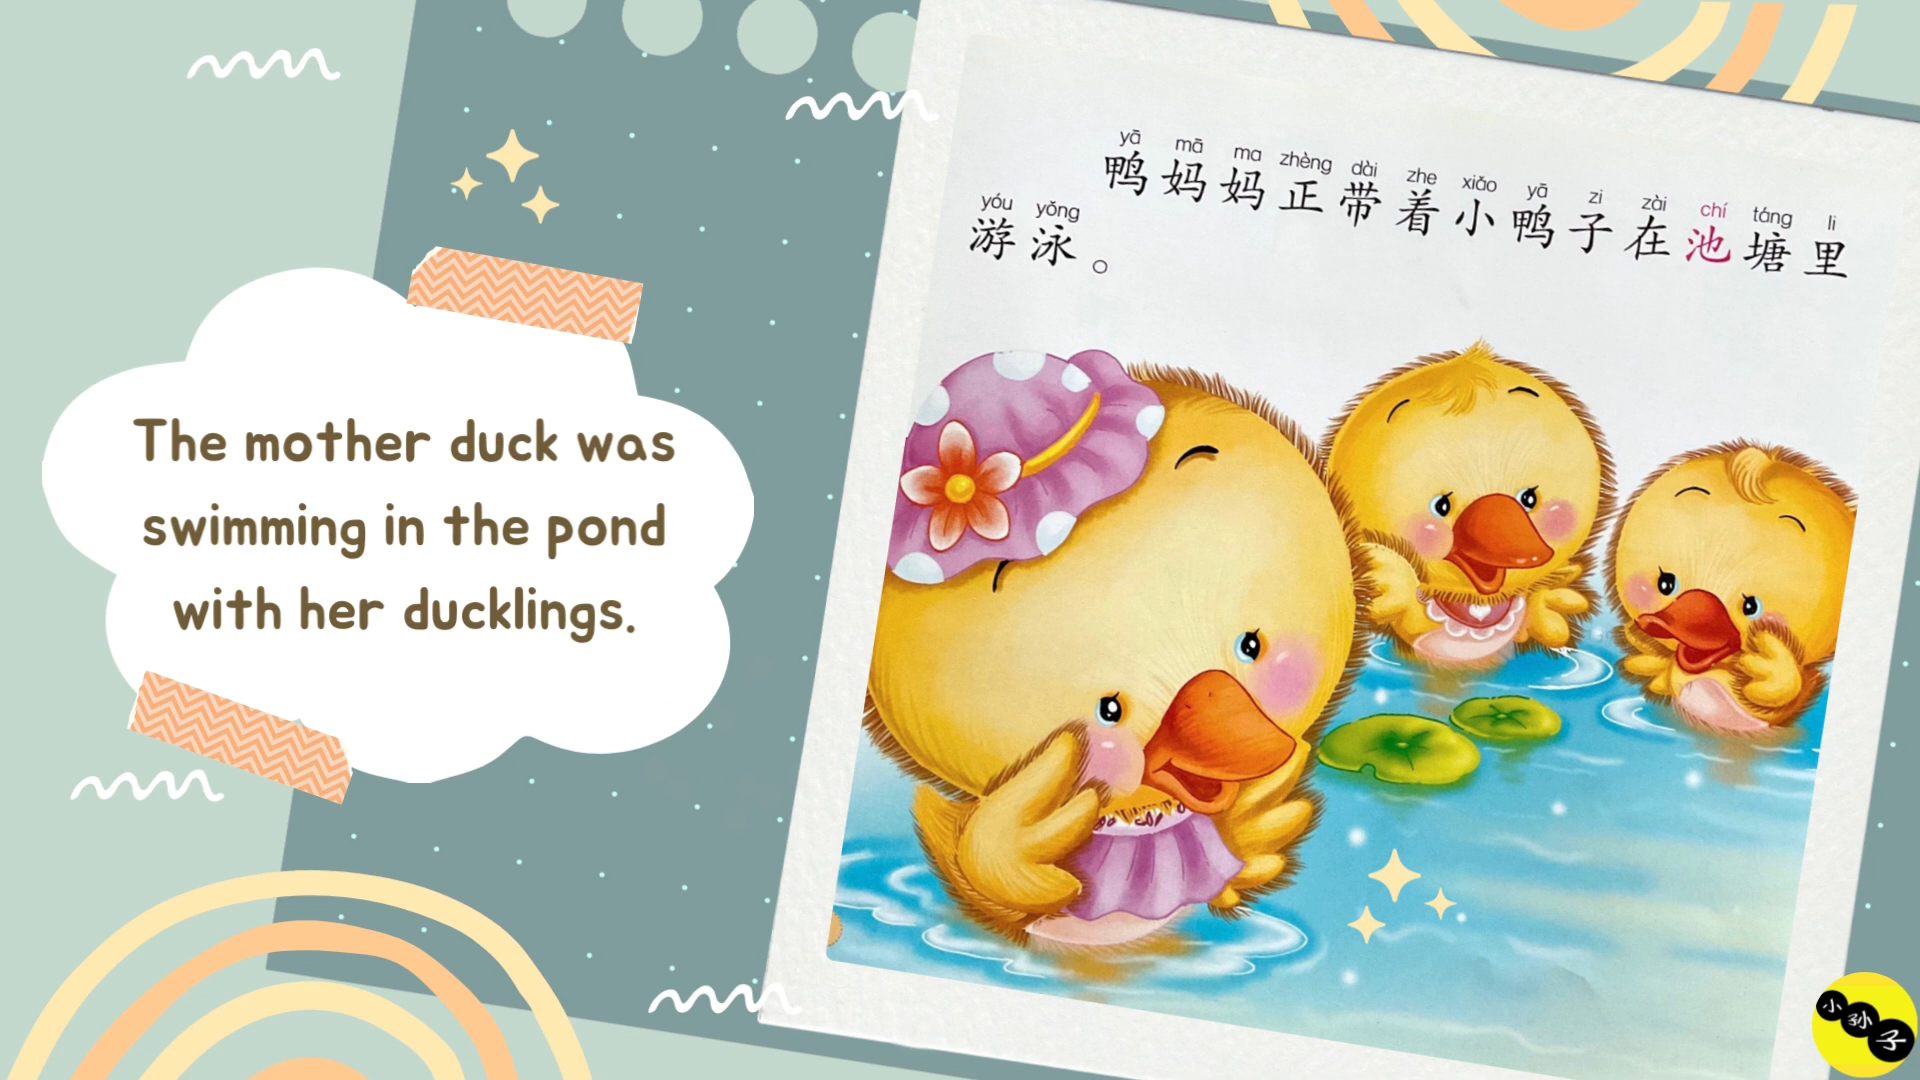 The mother duck was
swimming in the pond
with her ducklings.
yā mā ma zhèng dài zhe xiǎo yā zi zài chí táng li
鸭妈妈正带着小鸭子在池塘里
yóu yǒng
游泳。
小孙子